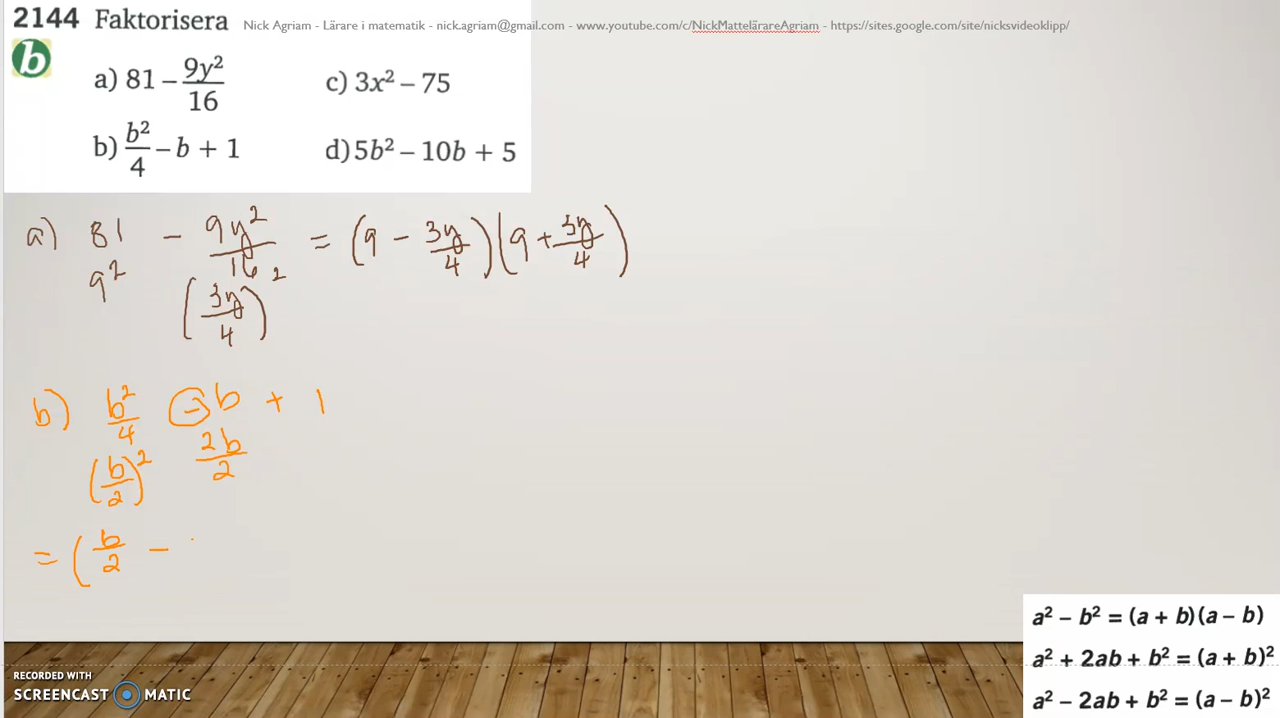 2144 Faktorisera
Nick Agriam - Lärare i matematik - nick.agriam@gmail.com - www.youtube.com/c/NickMattelärareAgriam - https://sites.google.com/site/nicksvideoklipp/
b
a) 81 – 9y²/16
c) 3x² – 75
b) b²/4 – b + 1
d) 5b² – 10b + 5
a) 81 - 9y²/16 = (9 - 3y/4)(9 + 3y/4)
9² (3y/4)²
b) b²/4 - b + 1
(b/2)² 2b/2
= (b/2 -
a² – b² = (a + b)(a – b)
a² + 2ab + b² = (a + b)²
a² – 2ab + b² = (a – b)²
RECORDED WITH
SCREENCAST MATIC